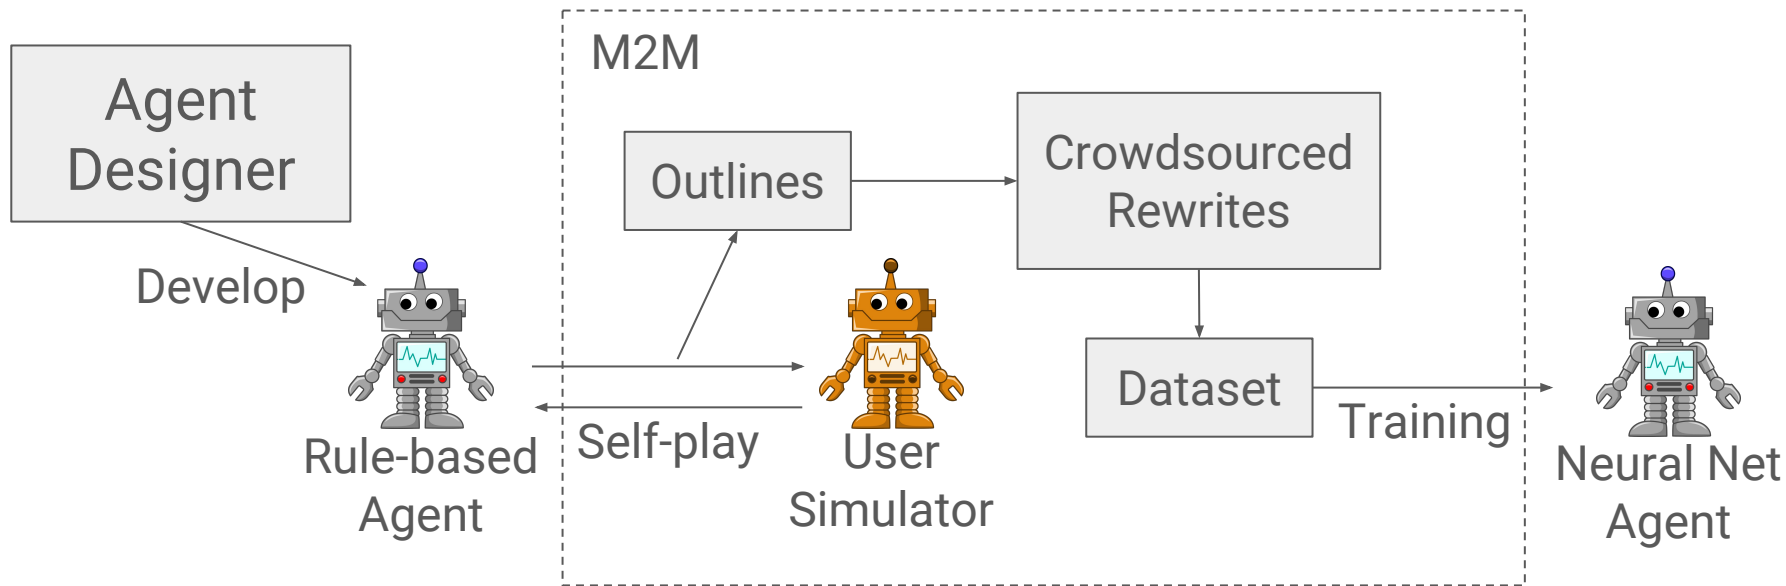 M2M
Agent
Designer
Outlines
Crowdsourced
Rewrites
Develop
Dataset
Training
Self-play
Rule-based
Agent
User
Simulator
Neural Net
Agent